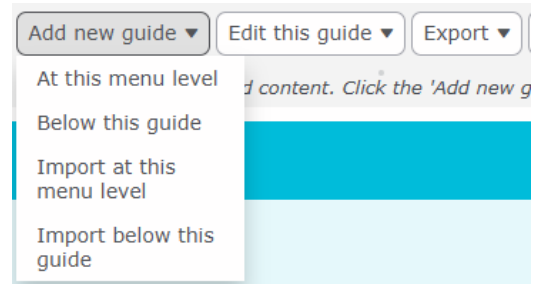 Add new guide ▼ Edit this guide ▼ Export ▼
At this menu level
d content. Click the 'Add new g
Below this guide
Import at this
menu level
Import below this
guide